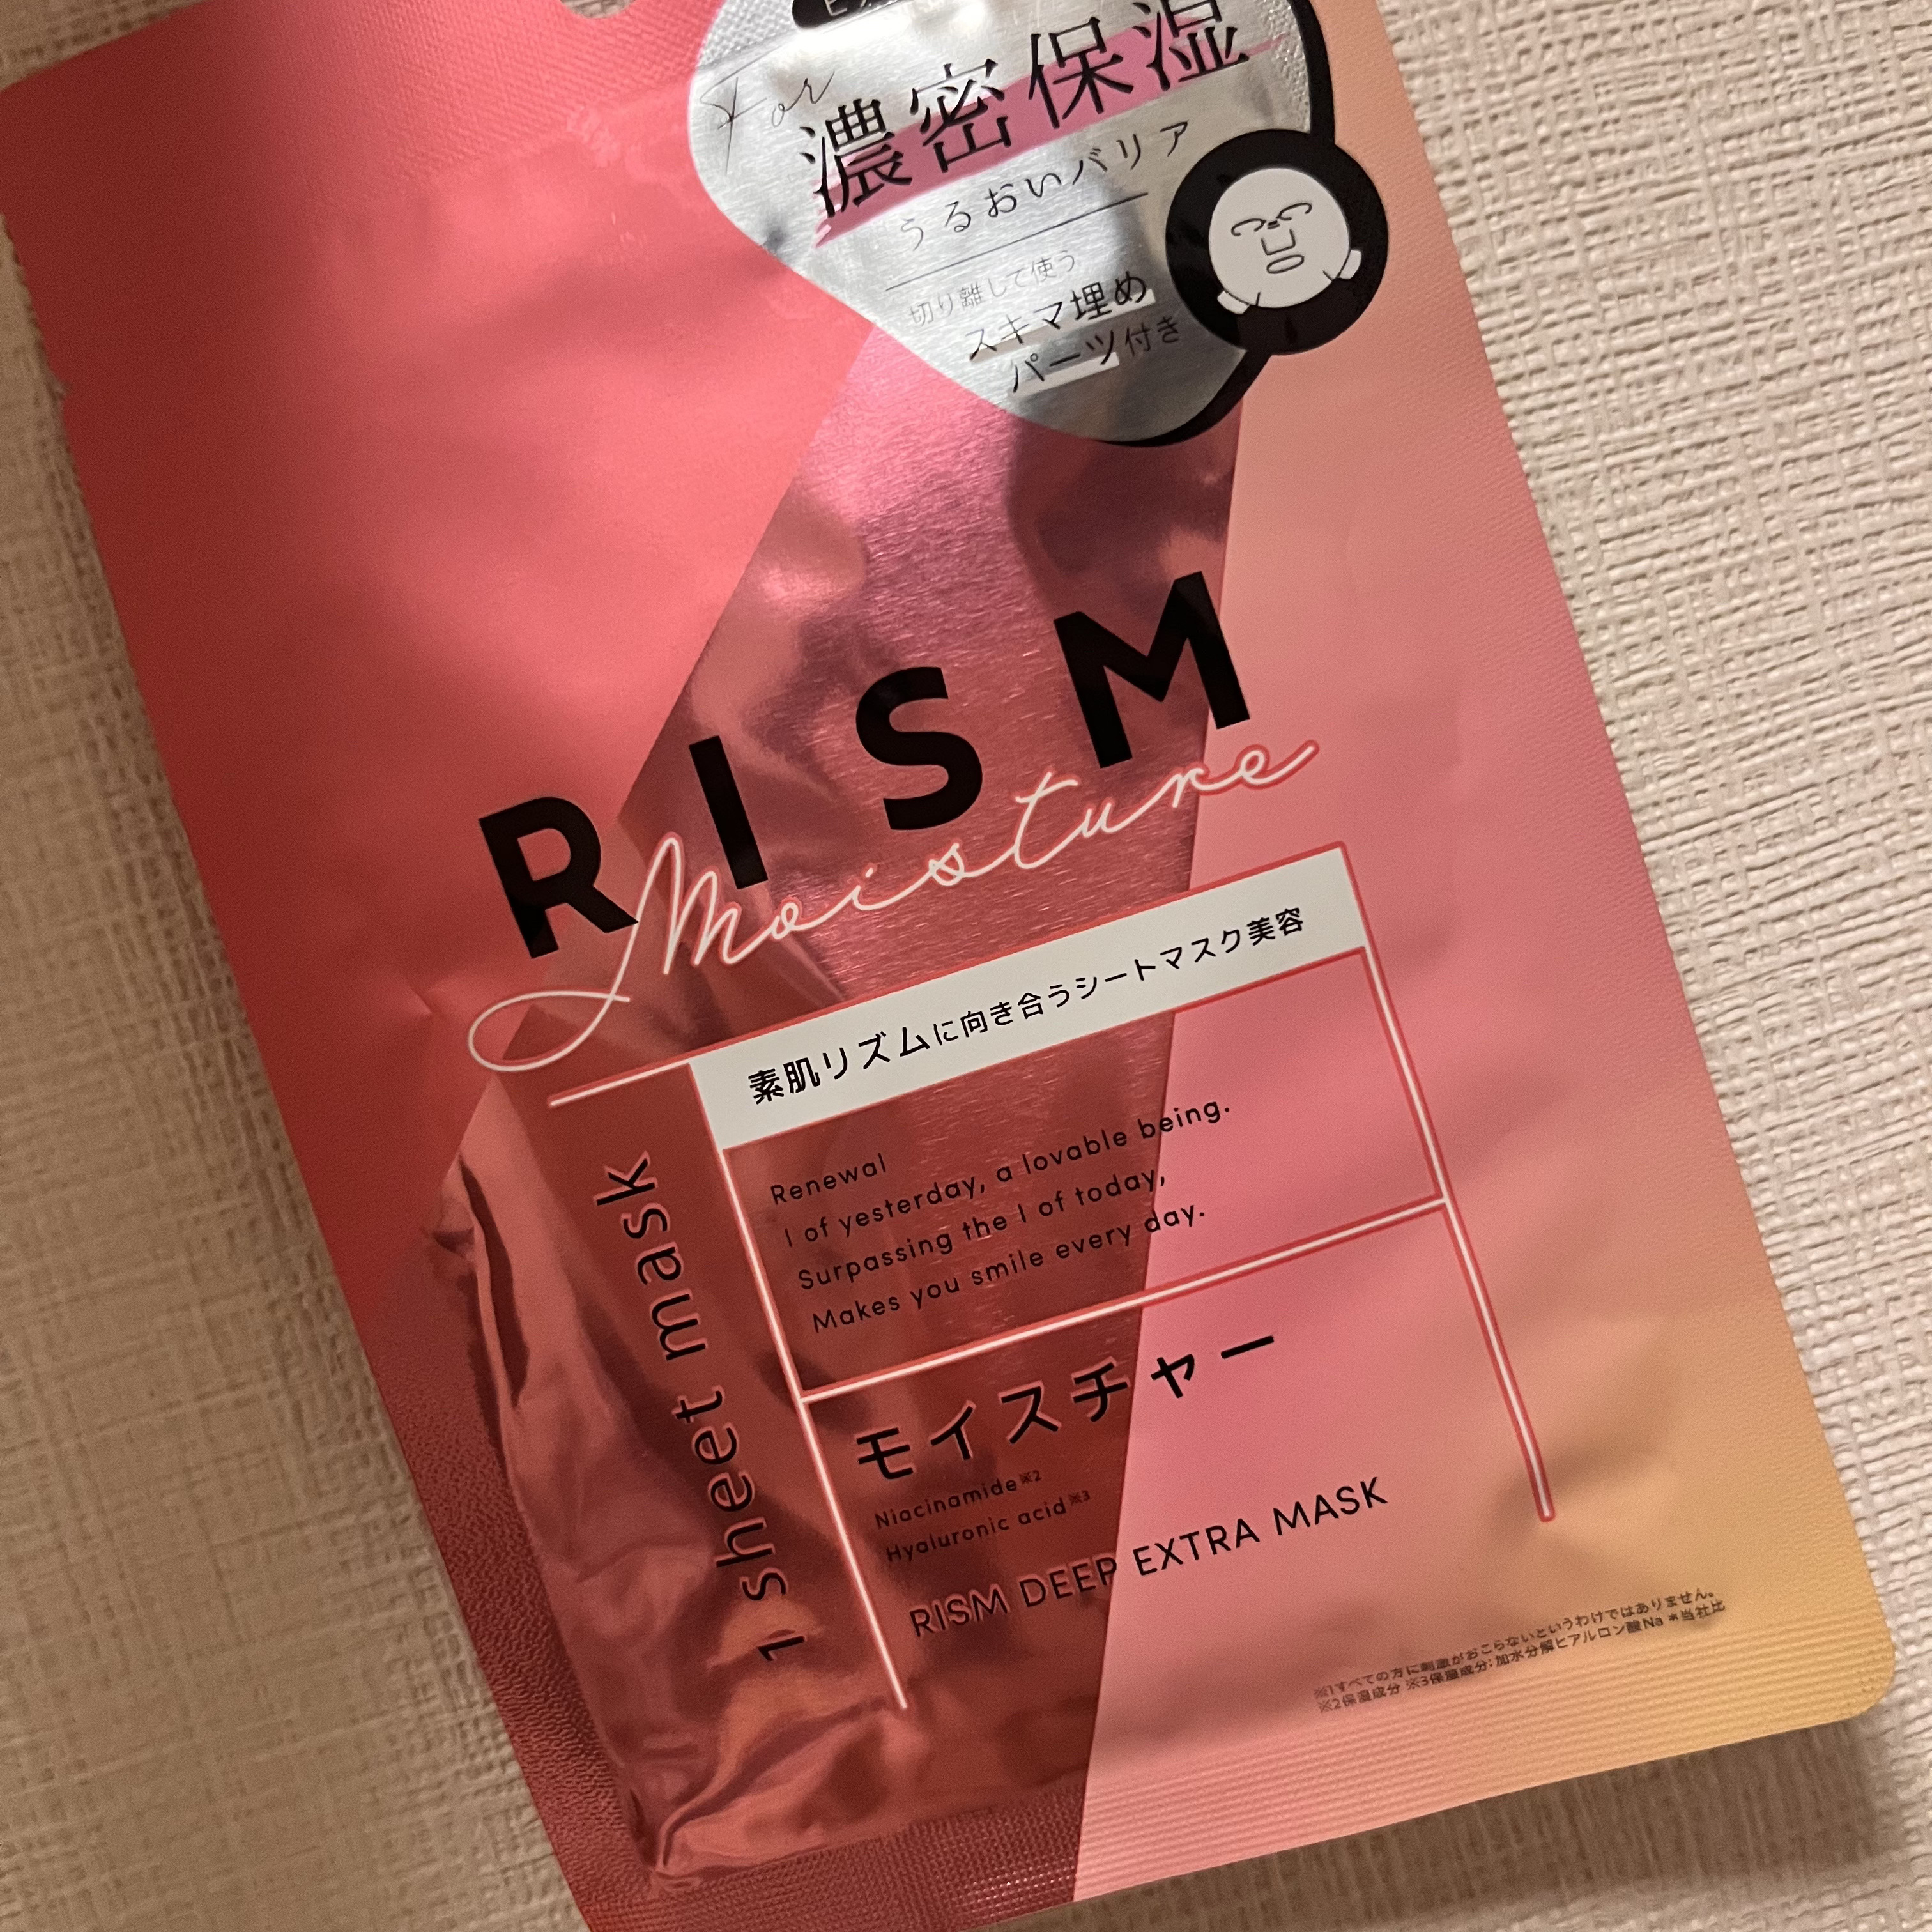 For
濃密保湿
うるおいバリア
切り離して使う
スキマ埋め
パーツ付き
RISM
Moisture
素肌リズムに向き合うシートマスク美容
1 sheet mask
Renewal
I of yesterday, a lovable being.
Surpassing the I of today,
Makes you smile every day.
モイスチャー
Niacinamide※2
Hyaluronic acid※3
RISM DEEP EXTRA MASK
※1すべての方に刺激がおこらないというわけではありません。
※2保湿成分 ※3保湿成分:加水分解ヒアルロン酸Na *当社比